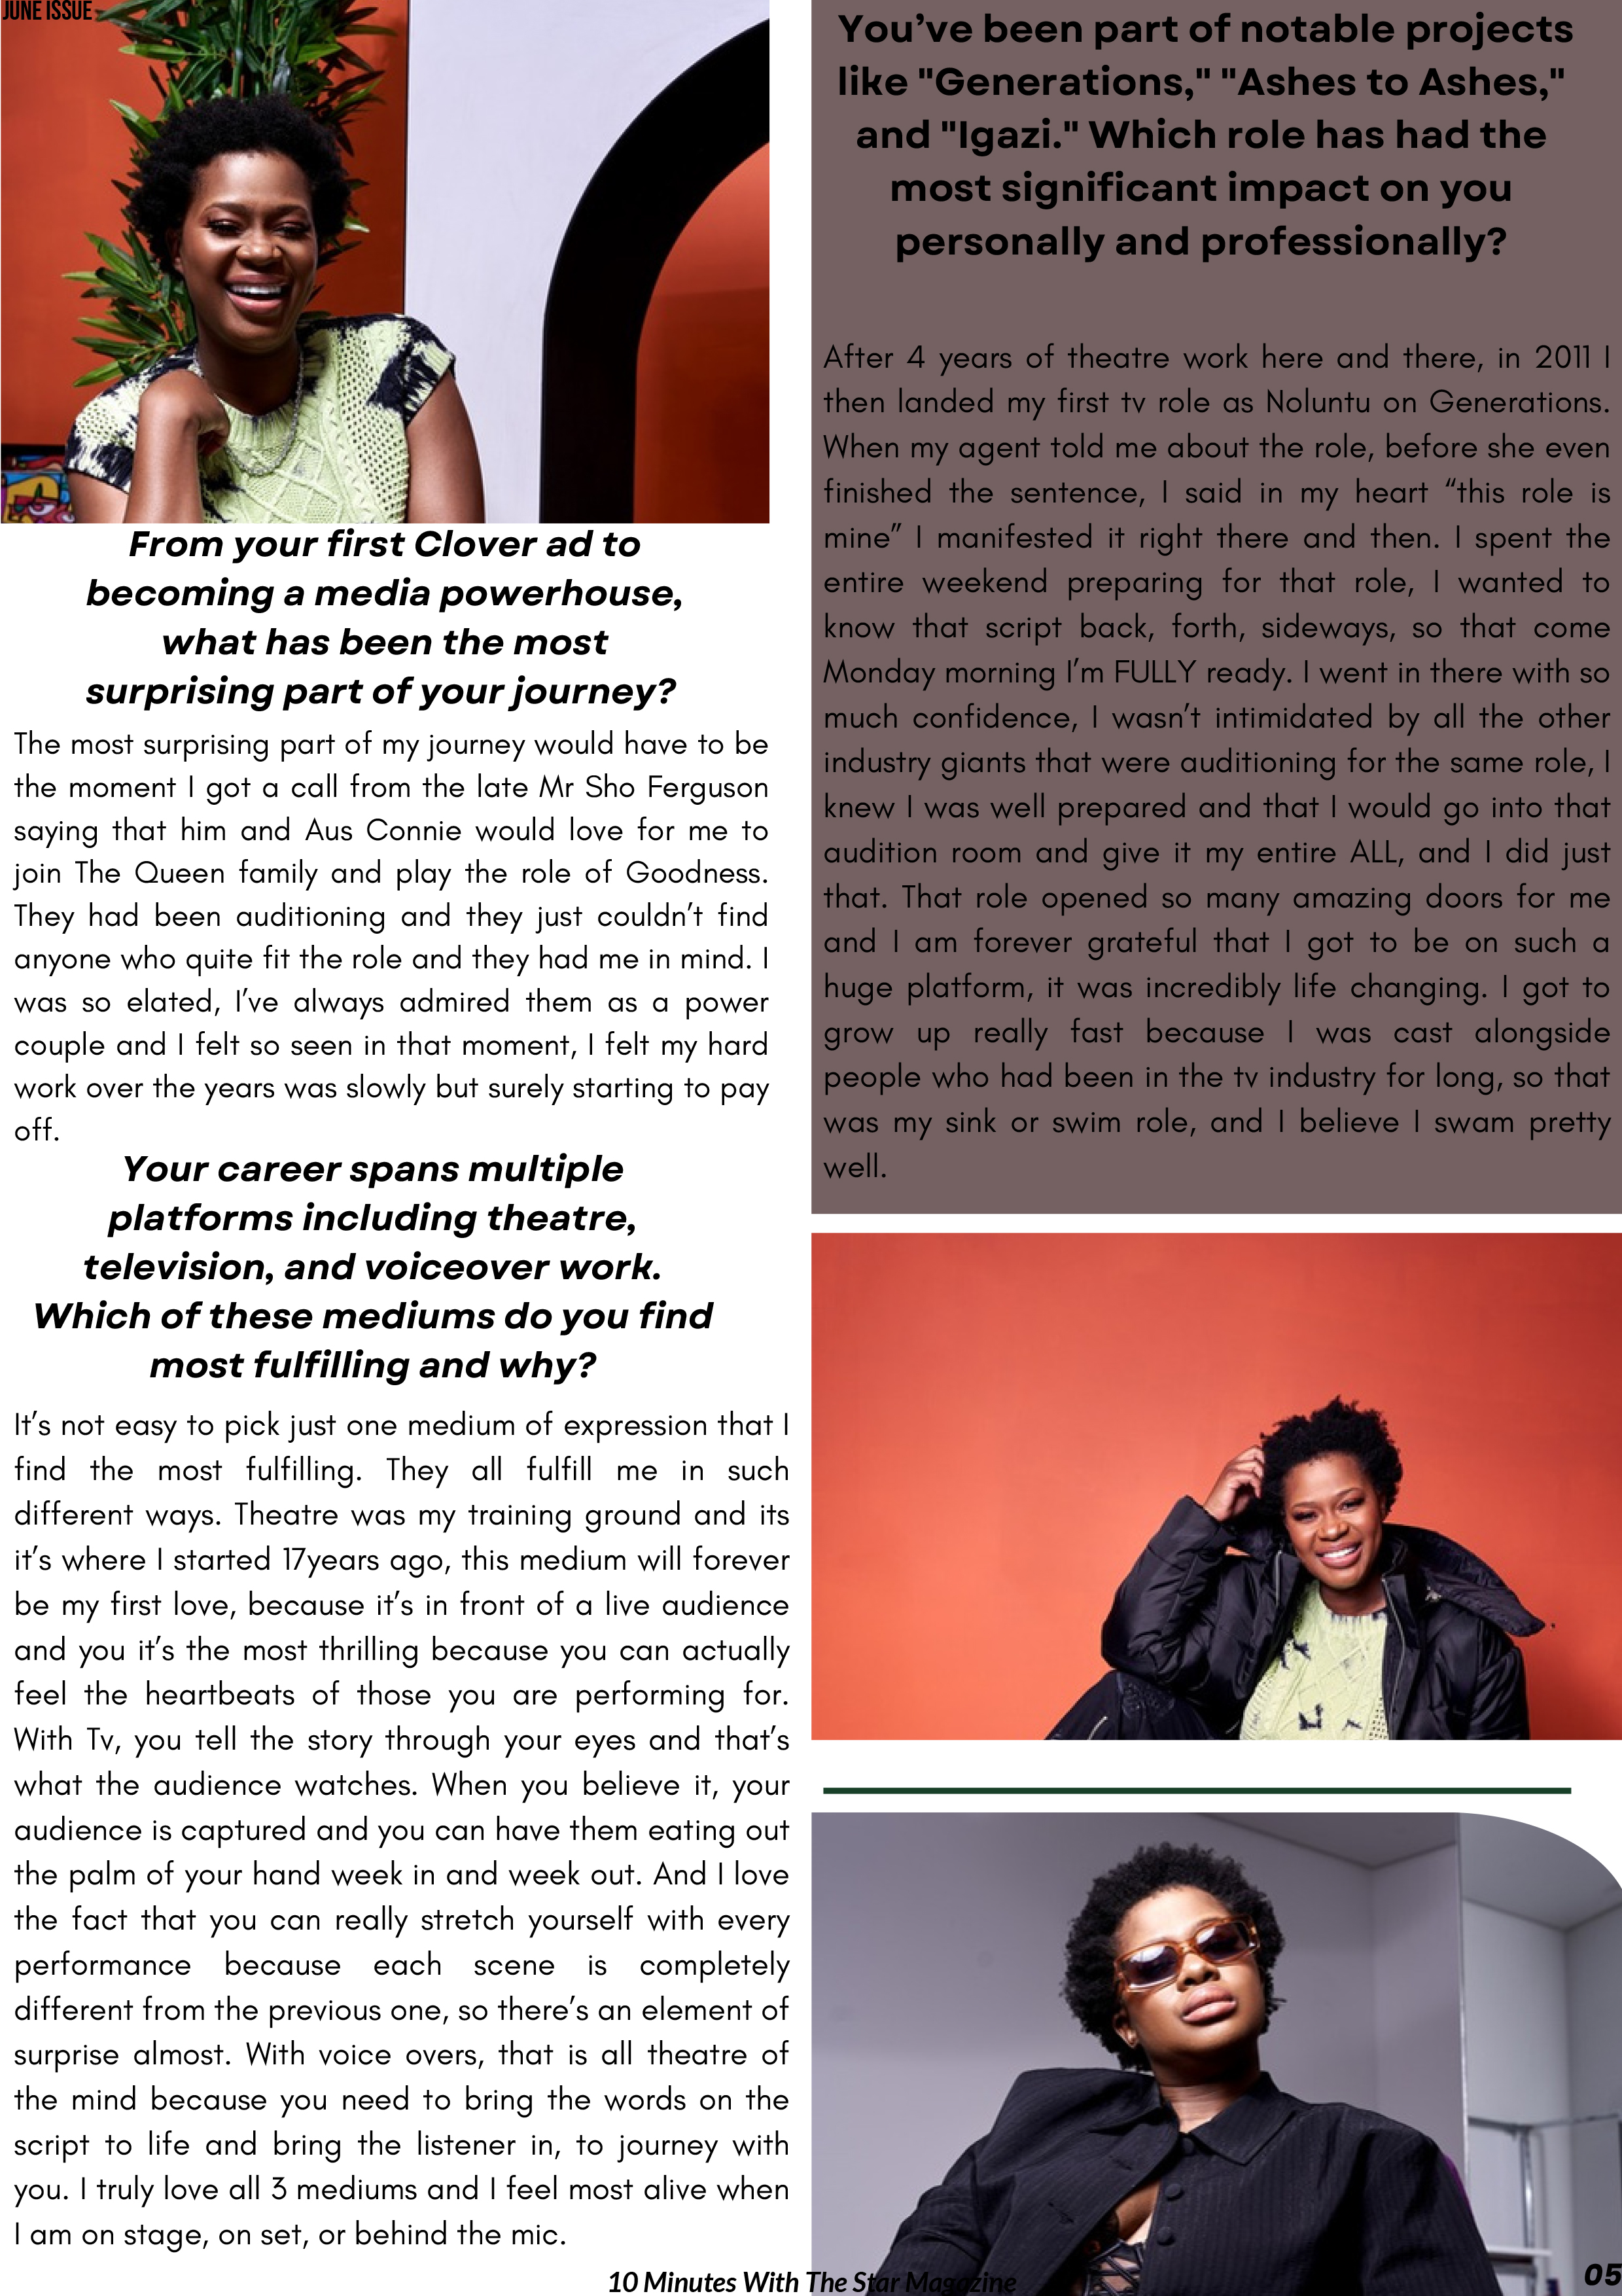 JUNE ISSUE
From your first Clover ad to
becoming a media powerhouse,
what has been the most
surprising part of your journey?
The most surprising part of my journey would have to be
the moment I got a call from the late Mr Sho Ferguson
saying that him and Aus Connie would love for me to
join The Queen family and play the role of Goodness.
They had been auditioning and they just couldn’t find
anyone who quite fit the role and they had me in mind. I
was so elated, I’ve always admired them as a power
couple and I felt so seen in that moment, I felt my hard
work over the years was slowly but surely starting to pay
off.
Your career spans multiple
platforms including theatre,
television, and voiceover work.
Which of these mediums do you find
most fulfilling and why?
It’s not easy to pick just one medium of expression that I
find the most fulfilling. They all fulfill me in such
different ways. Theatre was my training ground and its
it’s where I started 17years ago, this medium will forever
be my first love, because it’s in front of a live audience
and you it’s the most thrilling because you can actually
feel the heartbeats of those you are performing for.
With Tv, you tell the story through your eyes and that’s
what the audience watches. When you believe it, your
audience is captured and you can have them eating out
the palm of your hand week in and week out. And I love
the fact that you can really stretch yourself with every
performance because each scene is completely
different from the previous one, so there’s an element of
surprise almost. With voice overs, that is all theatre of
the mind because you need to bring the words on the
script to life and bring the listener in, to journey with
you. I truly love all 3 mediums and I feel most alive when
I am on stage, on set, or behind the mic.
You’ve been part of notable projects
like "Generations," "Ashes to Ashes,"
and "Igazi." Which role has had the
most significant impact on you
personally and professionally?
After 4 years of theatre work here and there, in 2011 I
then landed my first tv role as Noluntu on Generations.
When my agent told me about the role, before she even
finished the sentence, I said in my heart “this role is
mine” I manifested it right there and then. I spent the
entire weekend preparing for that role, I wanted to
know that script back, forth, sideways, so that come
Monday morning I’m FULLY ready. I went in there with so
much confidence, I wasn’t intimidated by all the other
industry giants that were auditioning for the same role, I
knew I was well prepared and that I would go into that
audition room and give it my entire ALL, and I did just
that. That role opened so many amazing doors for me
and I am forever grateful that I got to be on such a
huge platform, it was incredibly life changing. I got to
grow up really fast because I was cast alongside
people who had been in the tv industry for long, so that
was my sink or swim role, and I believe I swam pretty
well.
10 Minutes With The Star Magazine
05